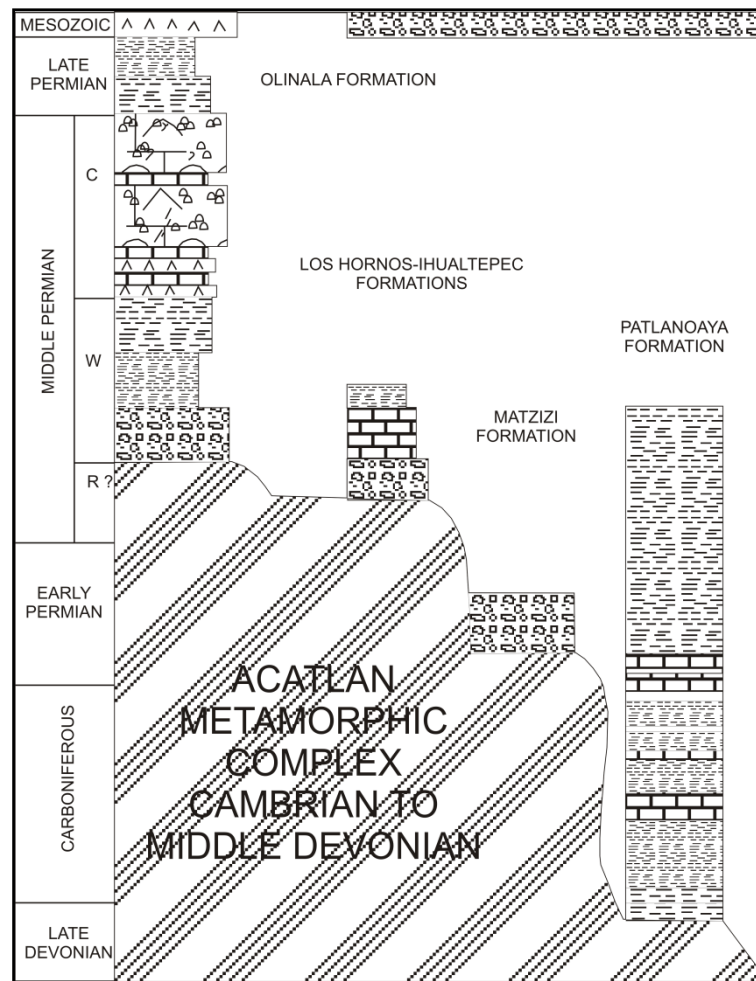 MESOZOIC
LATE
PERMIAN
OLINALA FORMATION
MIDDLE PERMIAN
C
LOS HORNOS-IHUALTEPEC
FORMATIONS
W
PATLANOAYA
FORMATION
MATZIZI
FORMATION
R ?
EARLY
PERMIAN
ACATLAN
METAMORPHIC
COMPLEX
CAMBRIAN TO
MIDDLE DEVONIAN
CARBONIFEROUS
LATE
DEVONIAN